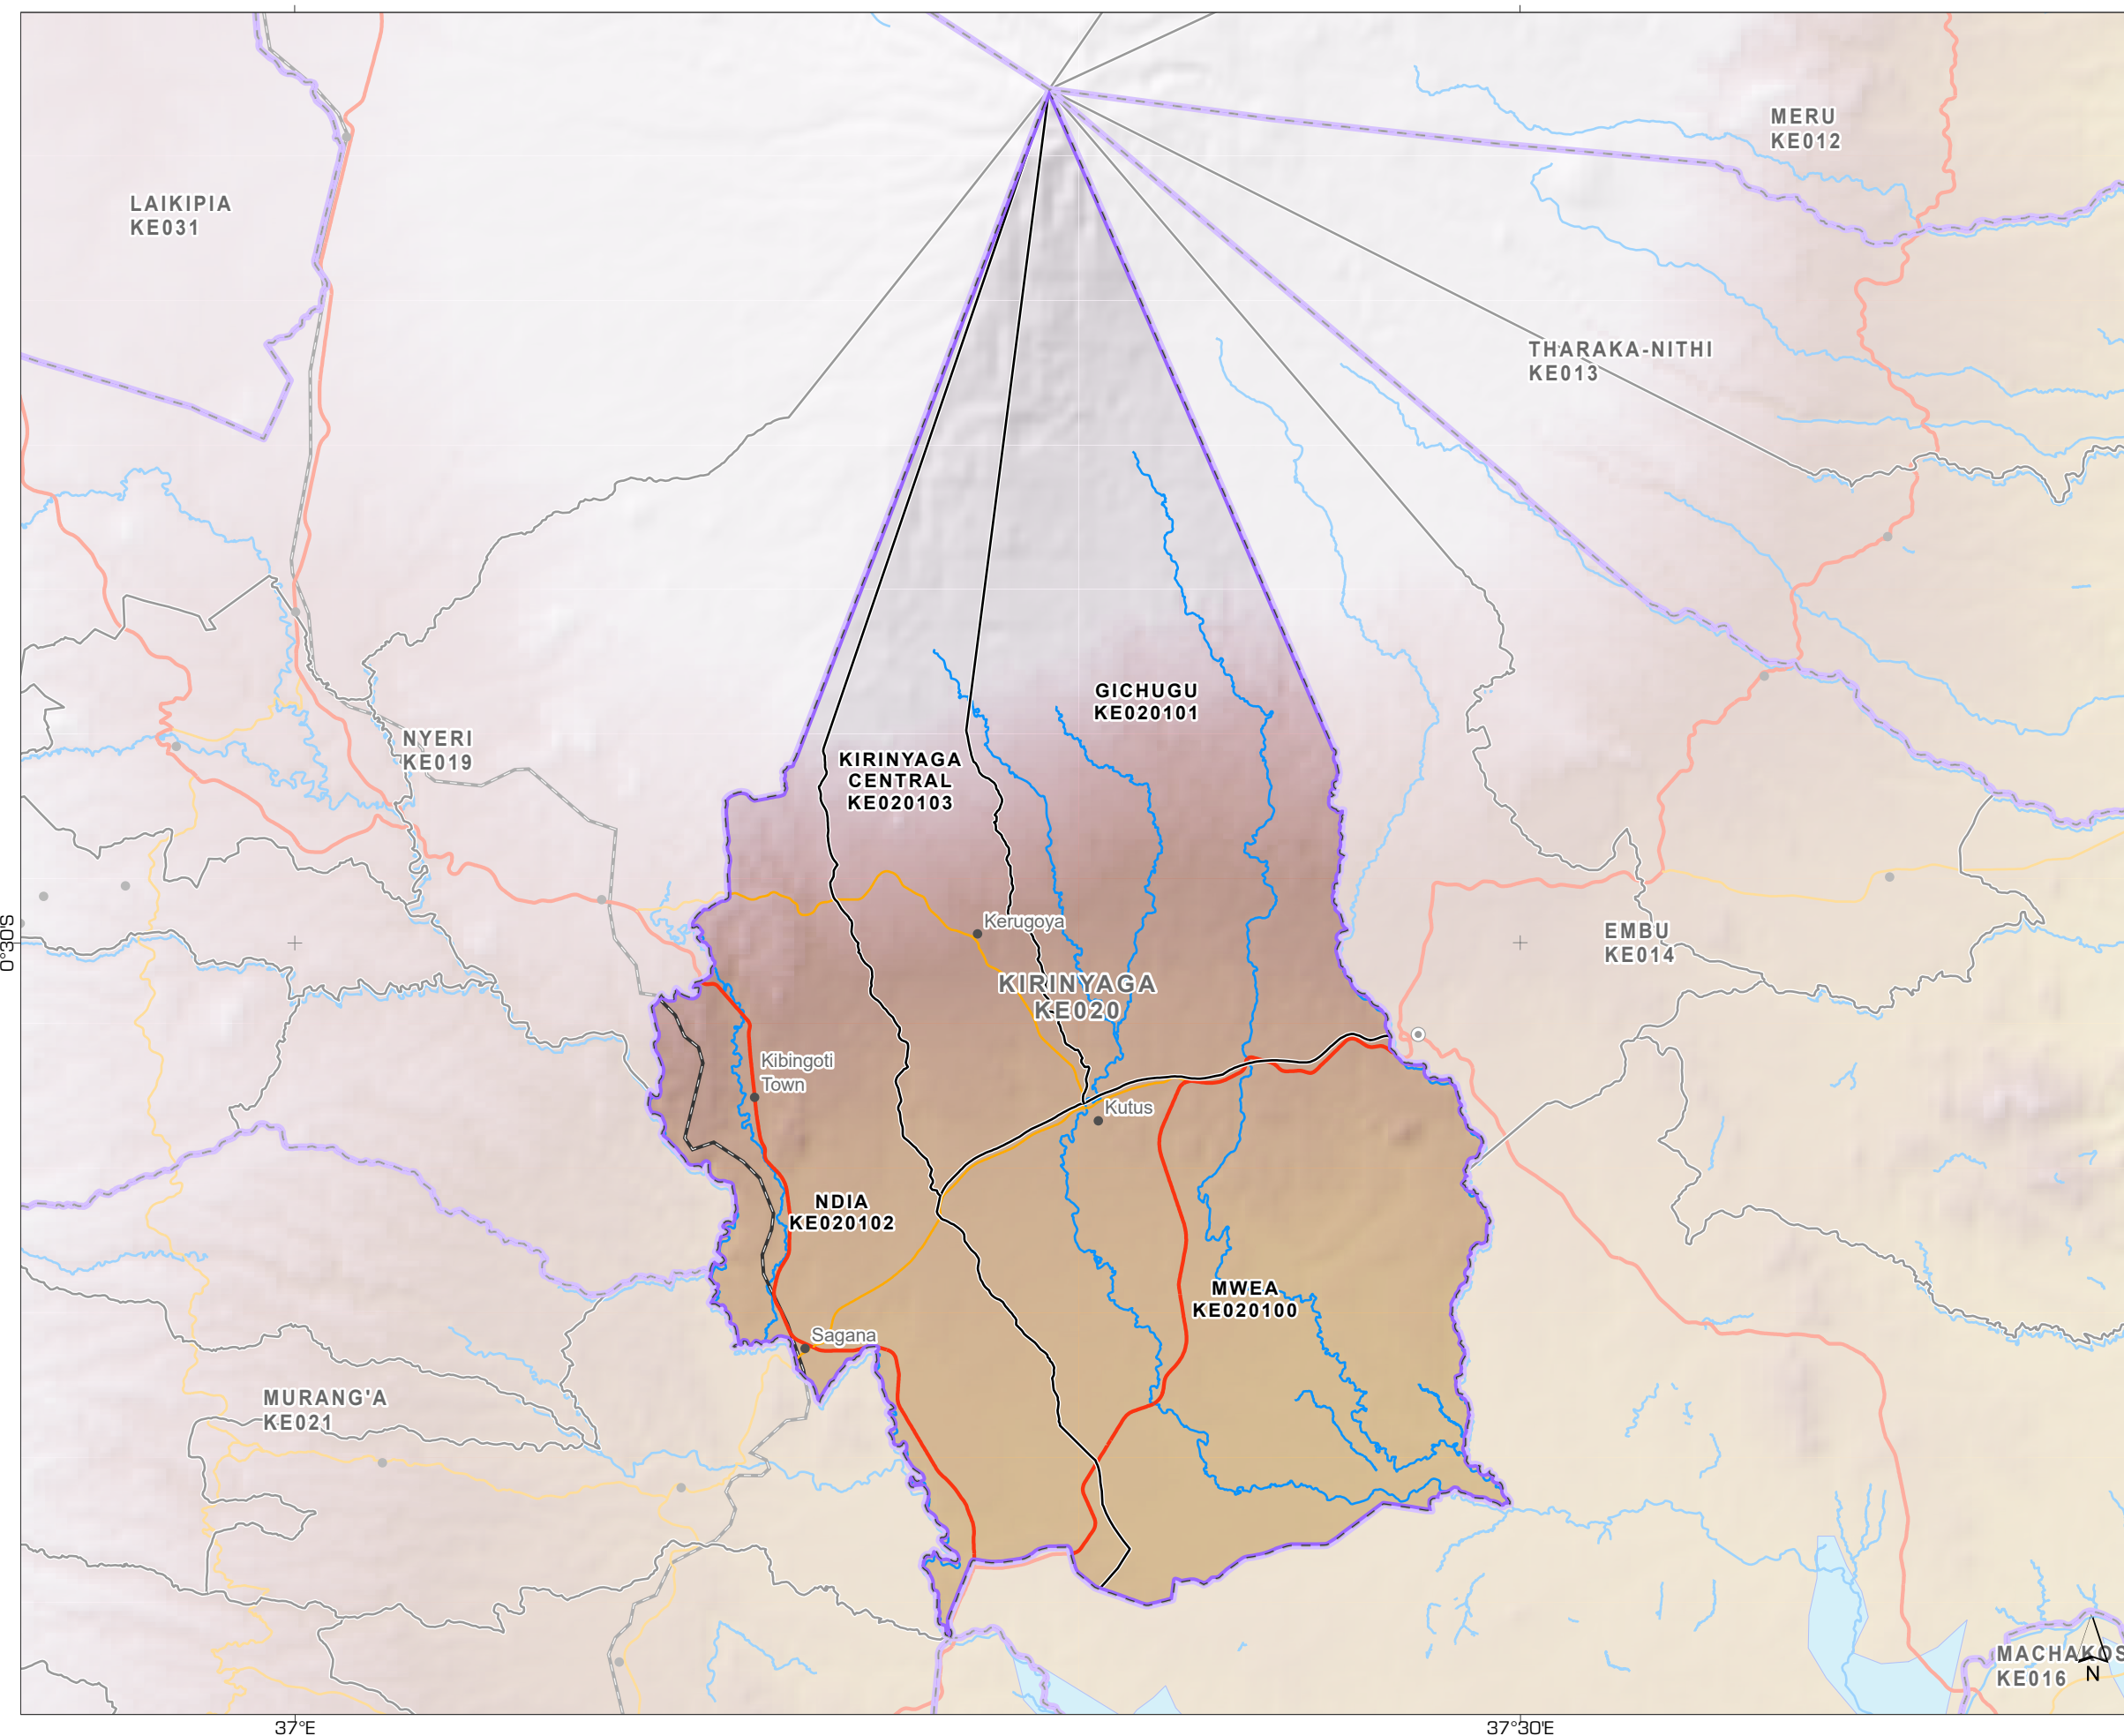 MERU
KE012
LAIKIPIA
KE031
THARAKA-NITHI
KE013
GICHUGU
KE020101
NYERI
KE019
KIRINYAGA
CENTRAL
KE020103
Kerugoya
0°30'S
EMBU
KE014
KIRINYAGA
KE020
Kibingoti
Town
Kutus
NDIA
KE020102
MWEA
KE020100
Sagana
MURANG'A
KE021
MACHAKOS
KE016
N
37°E
37°30'E